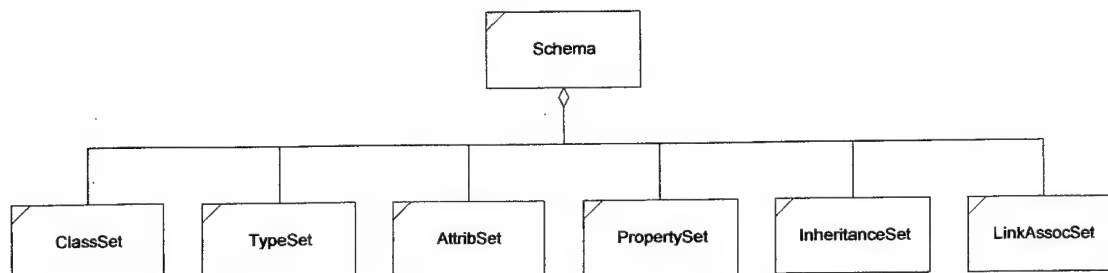 Schema
ClassSet
TypeSet
AttribSet
PropertySet
InheritanceSet
LinkAssocSet